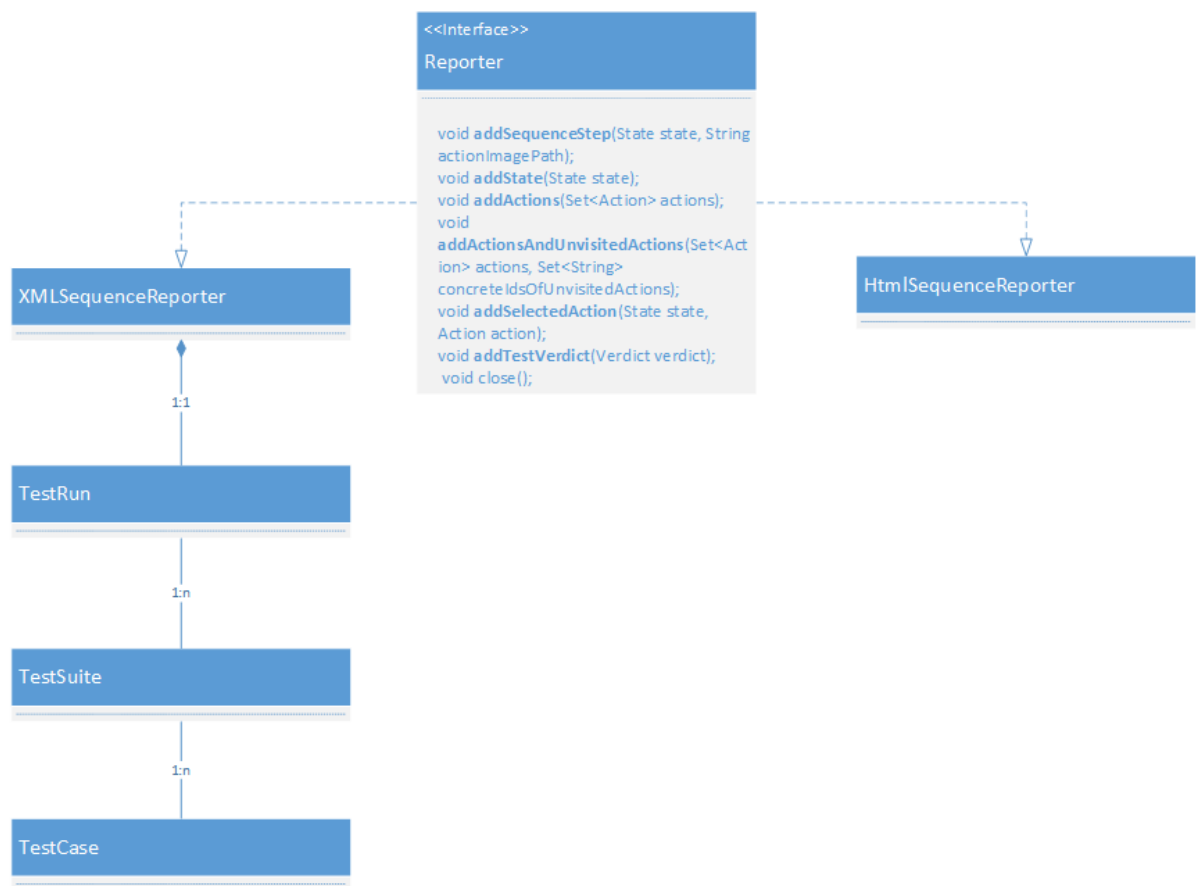 <<Interface>>
Reporter
void addSequenceStep(State state, String
actionImagePath);
void addState(State state);
void addActions(Set<Action> actions);
void
addActionsAndUnvisitedActions(Set<Act
ion> actions, Set<String>
concreteIdsOfUnvisitedActions);
void addSelectedAction(State state,
Action action);
void addTestVerdict(Verdict verdict);
void close();
XMLSequenceReporter
HtmlSequenceReporter
1:1
TestRun
1:n
TestSuite
1:n
TestCase